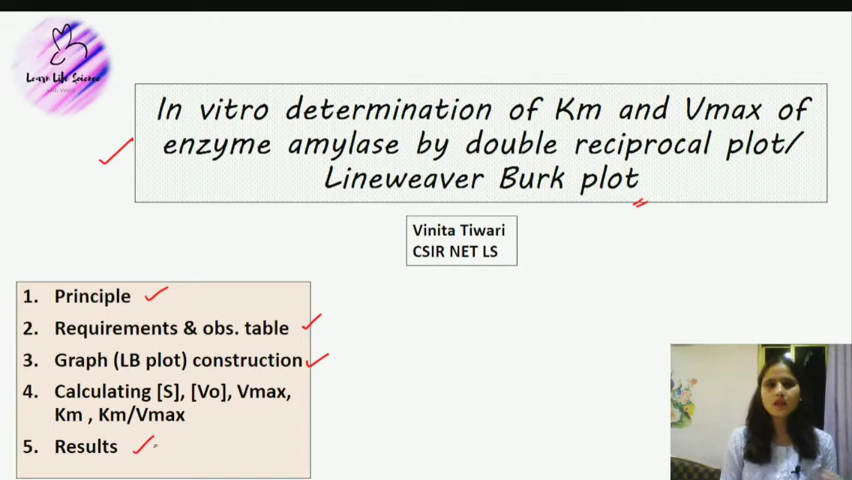 Learn Life Science
In vitro determination of Km and Vmax of
enzyme amylase by double reciprocal plot/
Lineweaver Burk plot
Vinita Tiwari
CSIR NET LS
1. Principle
2. Requirements & obs. table
3. Graph (LB plot) construction
4. Calculating [S], [Vo], Vmax,
Km , Km/Vmax
5. Results